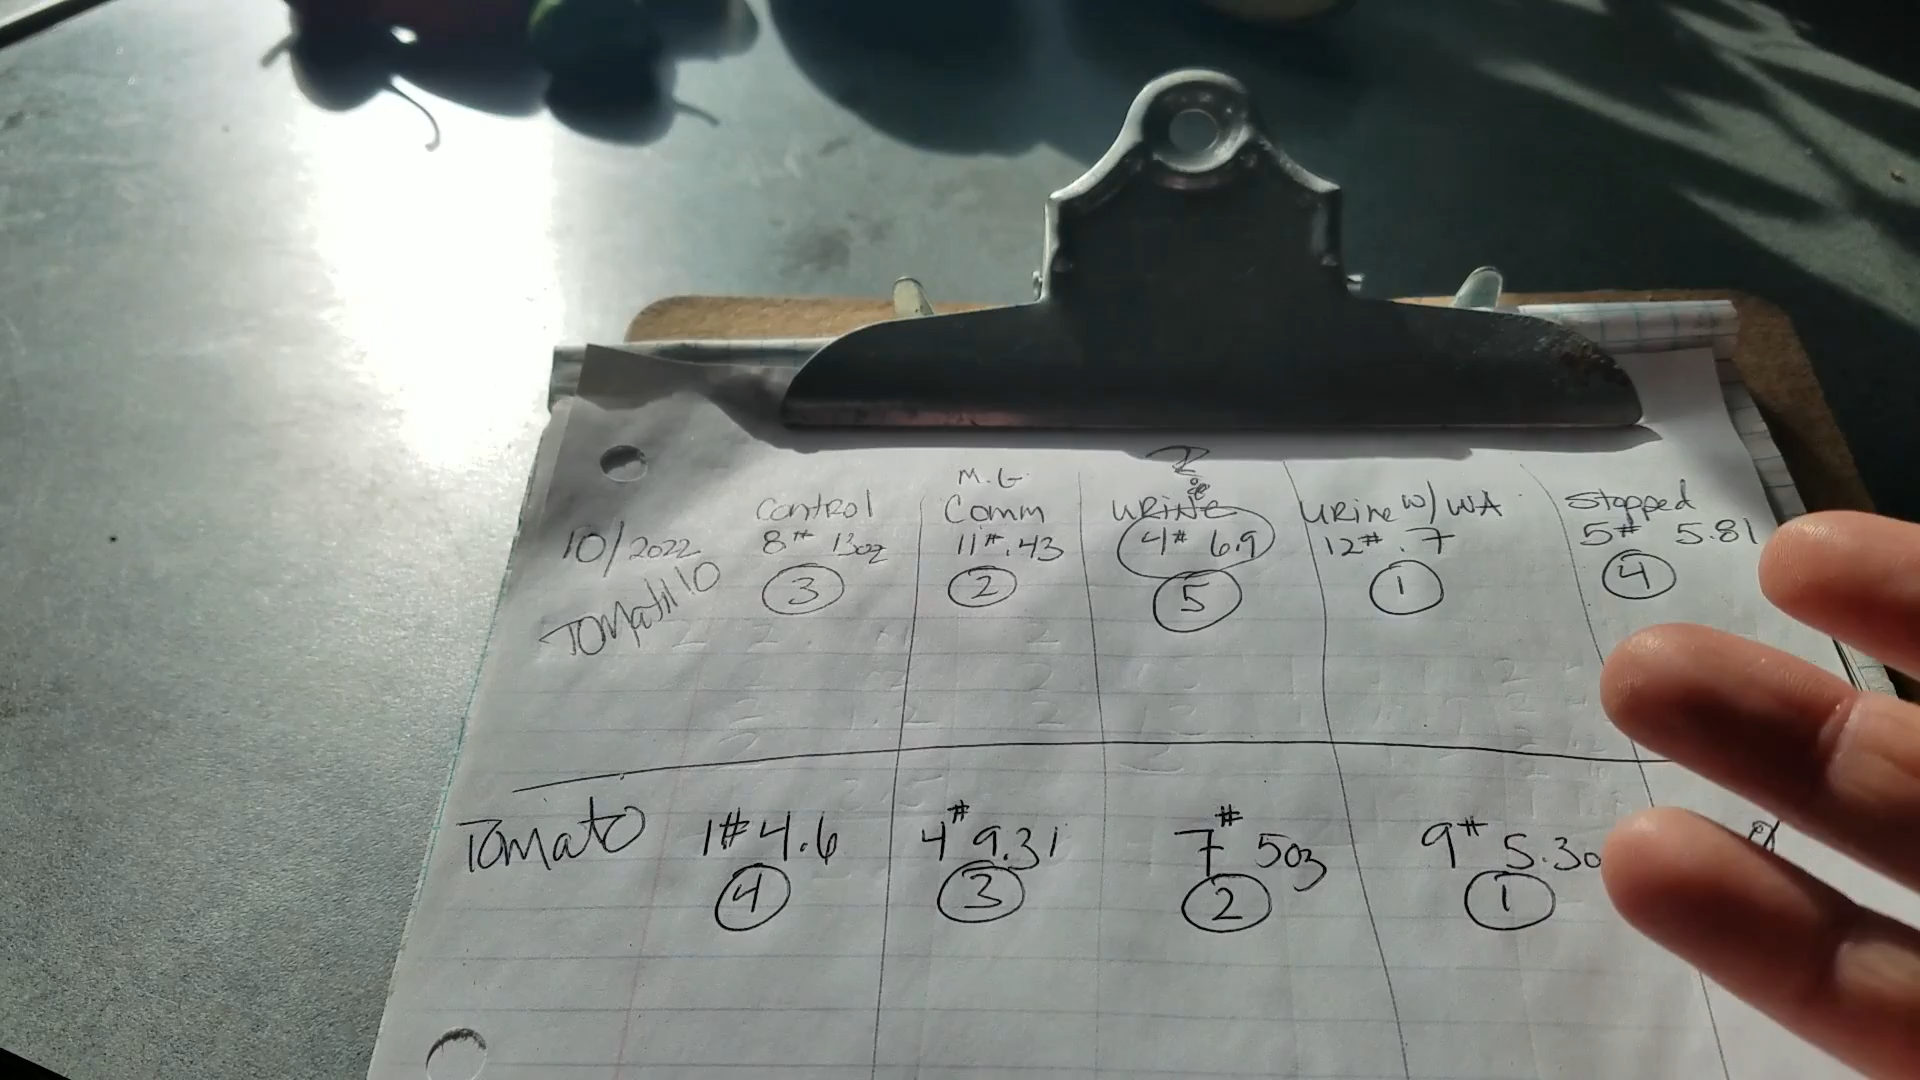 M.G.
Control Comm URiNe URine W/ WA Stopped
10/2022 8# 13oz 11#.43 4# 6.9 12#.7 5# 5.81
TOMatillO 3 2 5 1 4
Tomato 1#4.6 4# 9.31 7# 5oz 9# 5.30
4 3 2 1